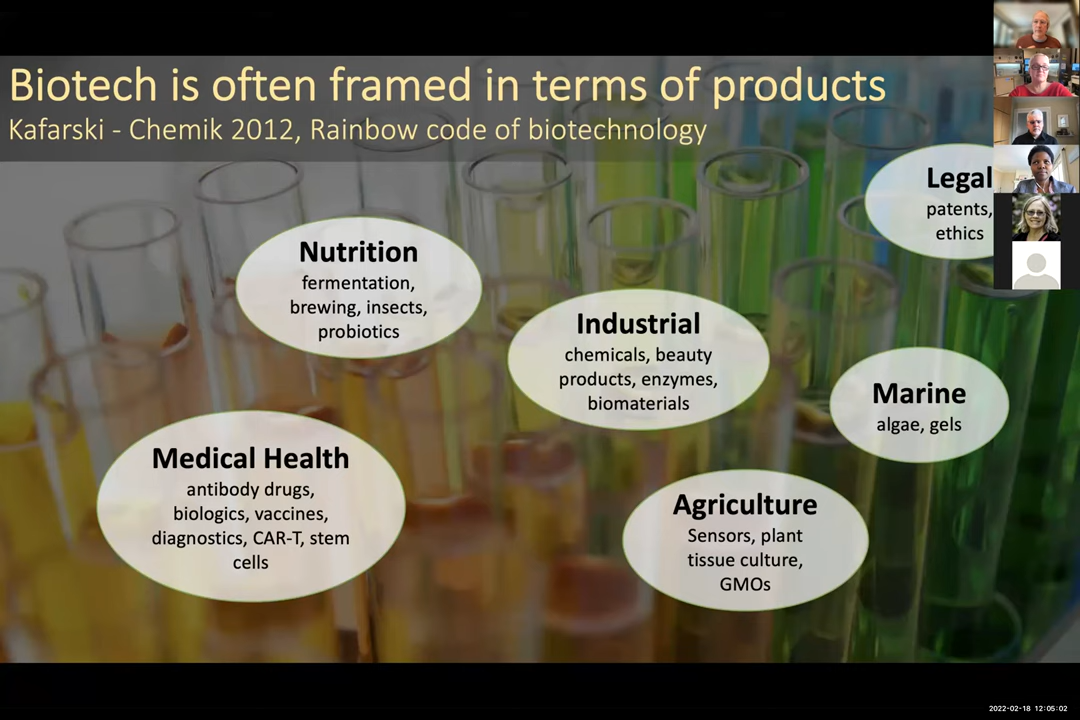 Biotech is often framed in terms of products
Kafarski - Chemik 2012, Rainbow code of biotechnology
Legal
patents,
ethics
Nutrition
fermentation,
brewing, insects,
probiotics
Industrial
chemicals, beauty
products, enzymes,
biomaterials
Marine
algae, gels
Medical Health
antibody drugs,
biologics, vaccines,
diagnostics, CAR-T, stem
cells
Agriculture
Sensors, plant
tissue culture,
GMOs
2022-02-18 12:05:02